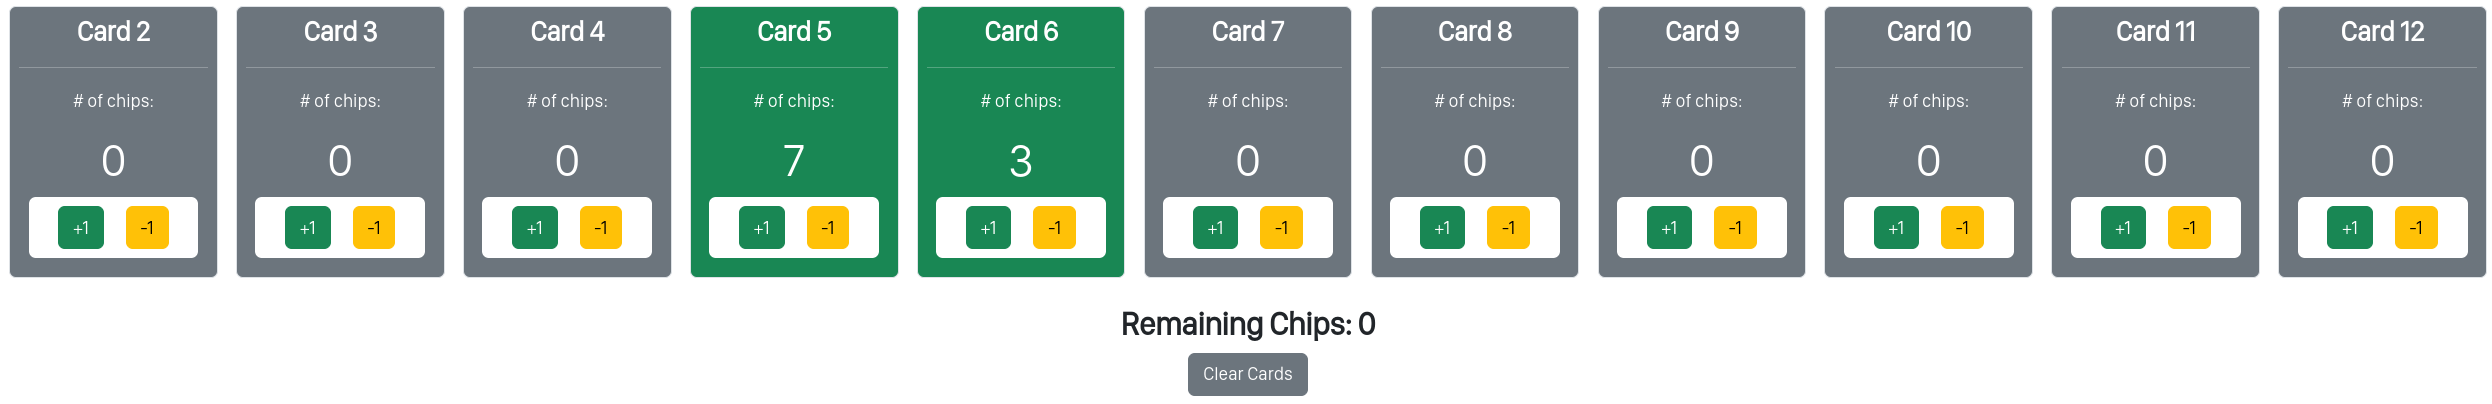 Card 2 Card 3 Card 4 Card 5 Card 6 Card 7 Card 8 Card 9 Card 10 Card 11 Card 12
# of chips: # of chips: # of chips: # of chips: # of chips: # of chips: # of chips: # of chips: # of chips: # of chips: # of chips:
0 0 0 7 3 0 0 0 0 0 0
+1 -1 +1 -1 +1 -1 +1 -1 +1 -1 +1 -1 +1 -1 +1 -1 +1 -1 +1 -1 +1 -1
Remaining Chips: 0
Clear Cards